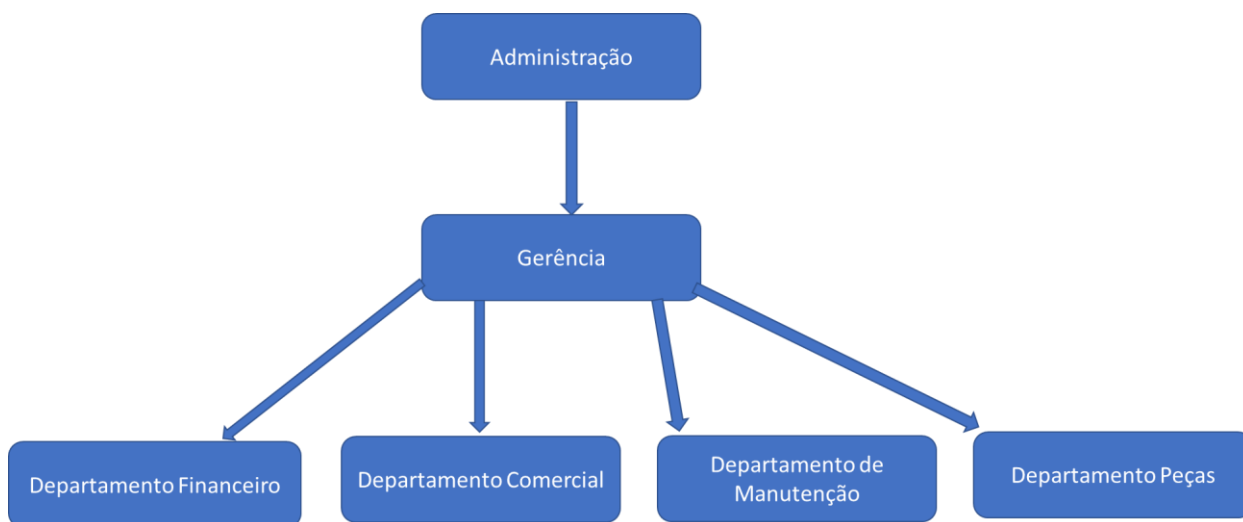 Administração
Gerência
Departamento Financeiro
Departamento Comercial
Departamento de
Manutenção
Departamento Peças